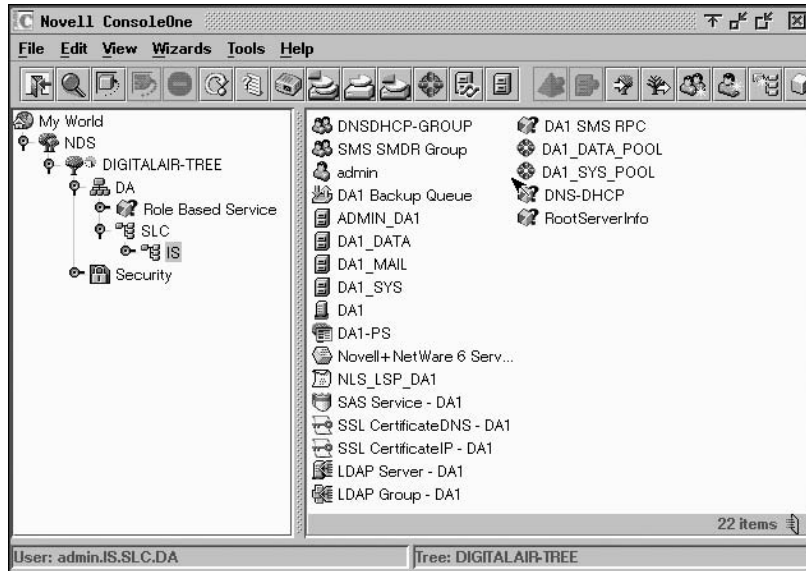 Novell ConsoleOne
File Edit View Wizards Tools Help
My World
NDS
DIGITALAIR-TREE
DA
Role Based Service
SLC
IS
Security
DNSDHCP-GROUP
SMS SMDR Group
admin
DA1 Backup Queue
ADMIN_DA1
DA1_DATA
DA1_MAIL
DA1_SYS
DA1
DA1-PS
Novell+NetWare 6 Serv...
NLS_LSP_DA1
SAS Service - DA1
SSL CertificateDNS - DA1
SSL CertificateIP - DA1
LDAP Server - DA1
LDAP Group - DA1
DA1 SMS RPC
DA1_DATA_POOL
DA1_SYS_POOL
DNS-DHCP
RootServerInfo
22 items
User: admin.IS.SLC.DA
Tree: DIGITALAIR-TREE